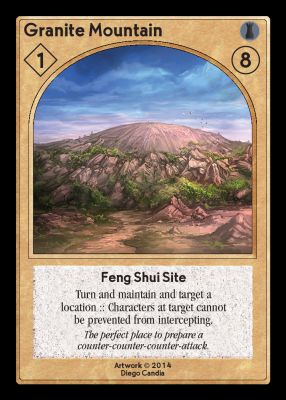 Granite Mountain
1
8
Feng Shui Site
Turn and maintain and target a
location :: Characters at target cannot
be prevented from intercepting.
The perfect place to prepare a
counter-counter-counter-attack.
Artwork © 2014
Diego Candia